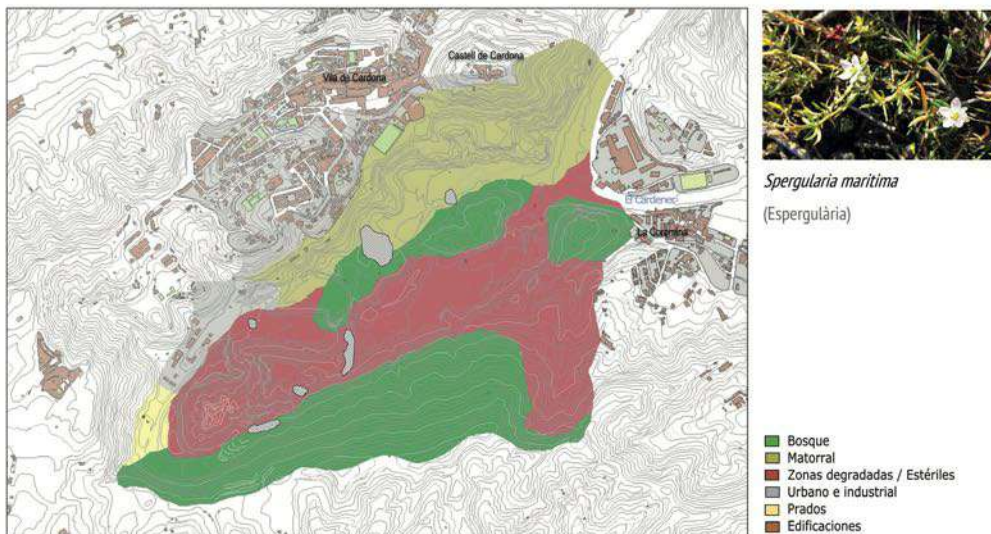 Castell de Cardona
Vila de Cardona
El Cardener
La Coromina
Spergularia maritima
(Espergulària)
Bosque
Matorral
Zonas degradadas / Estériles
Urbano e industrial
Prados
Edificaciones